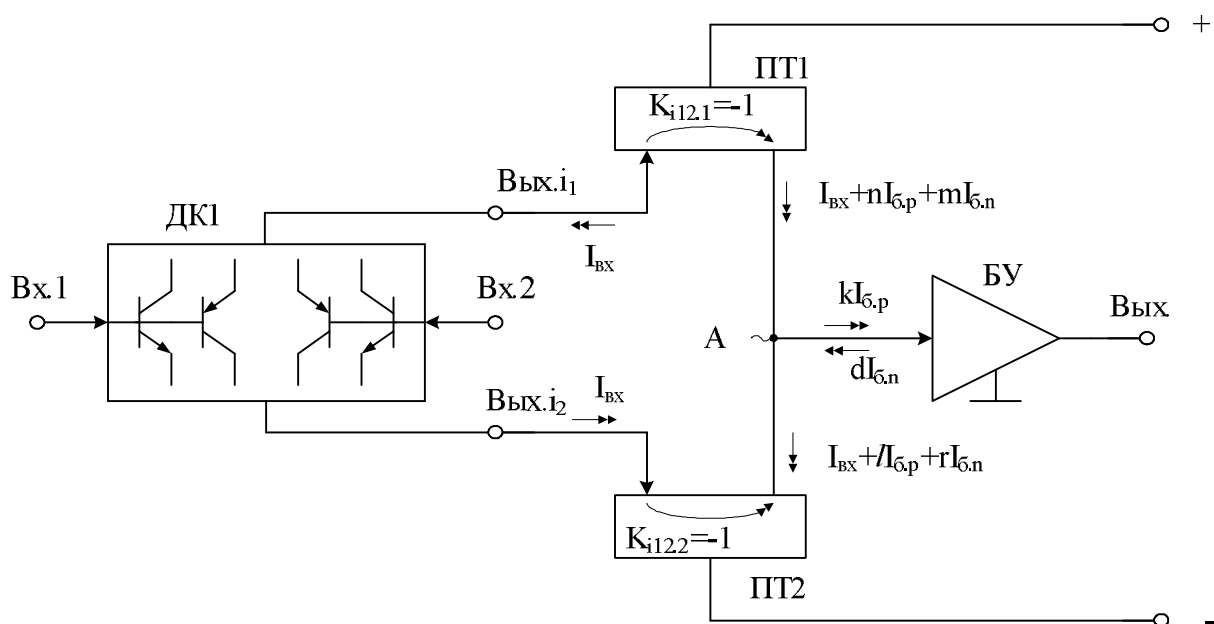 +
ПТ1
Ki12.1=-1
Вых.i1
ДК1
Iвх+nIб.p+mIб.n
Iвх
Вх.1
Вх.2
БУ
kIб.p
Вых.
А
dIб.n
Iвх
Вых.i2
Iвх+lIб.p+rIб.n
Ki12.2=-1
ПТ2
-